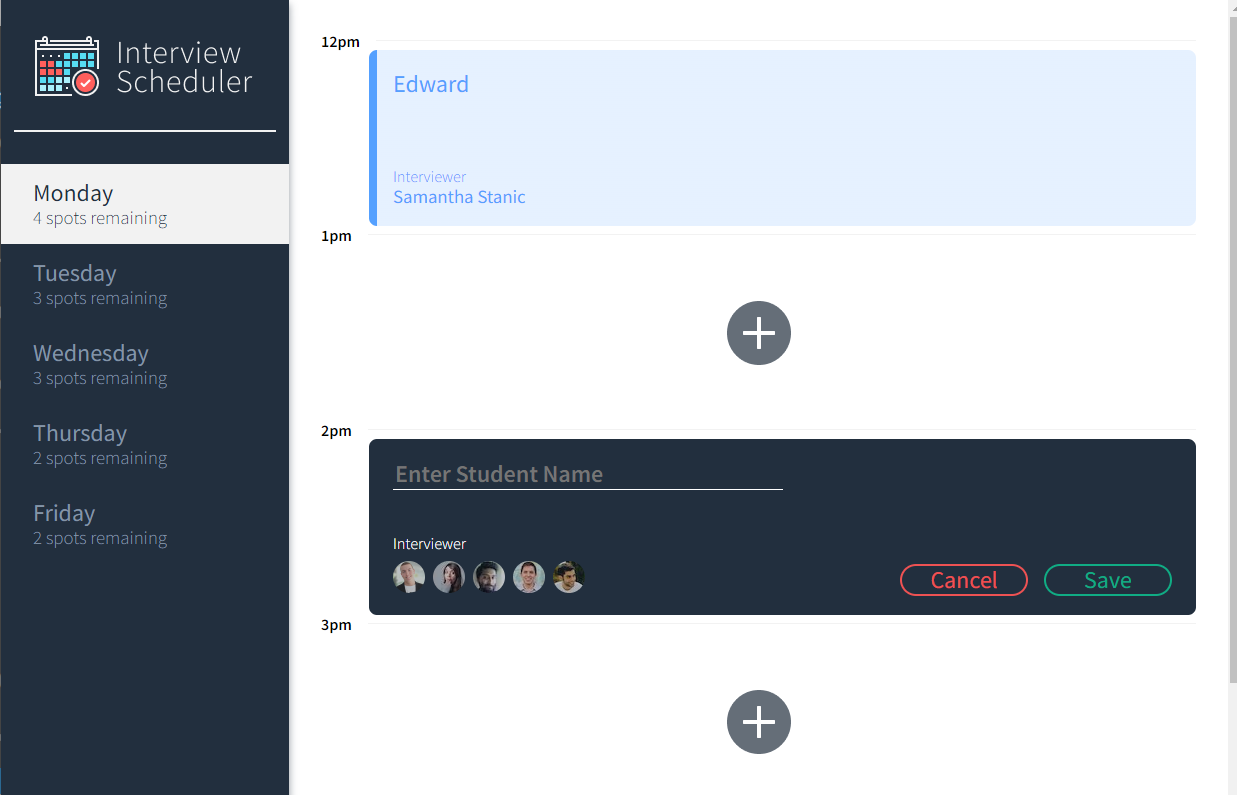 Interview
Scheduler
Monday
4 spots remaining
Tuesday
3 spots remaining
Wednesday
3 spots remaining
Thursday
2 spots remaining
Friday
2 spots remaining
12pm
Edward
Interviewer
Samantha Stanic
1pm
2pm
Enter Student Name
Interviewer
Cancel
Save
3pm